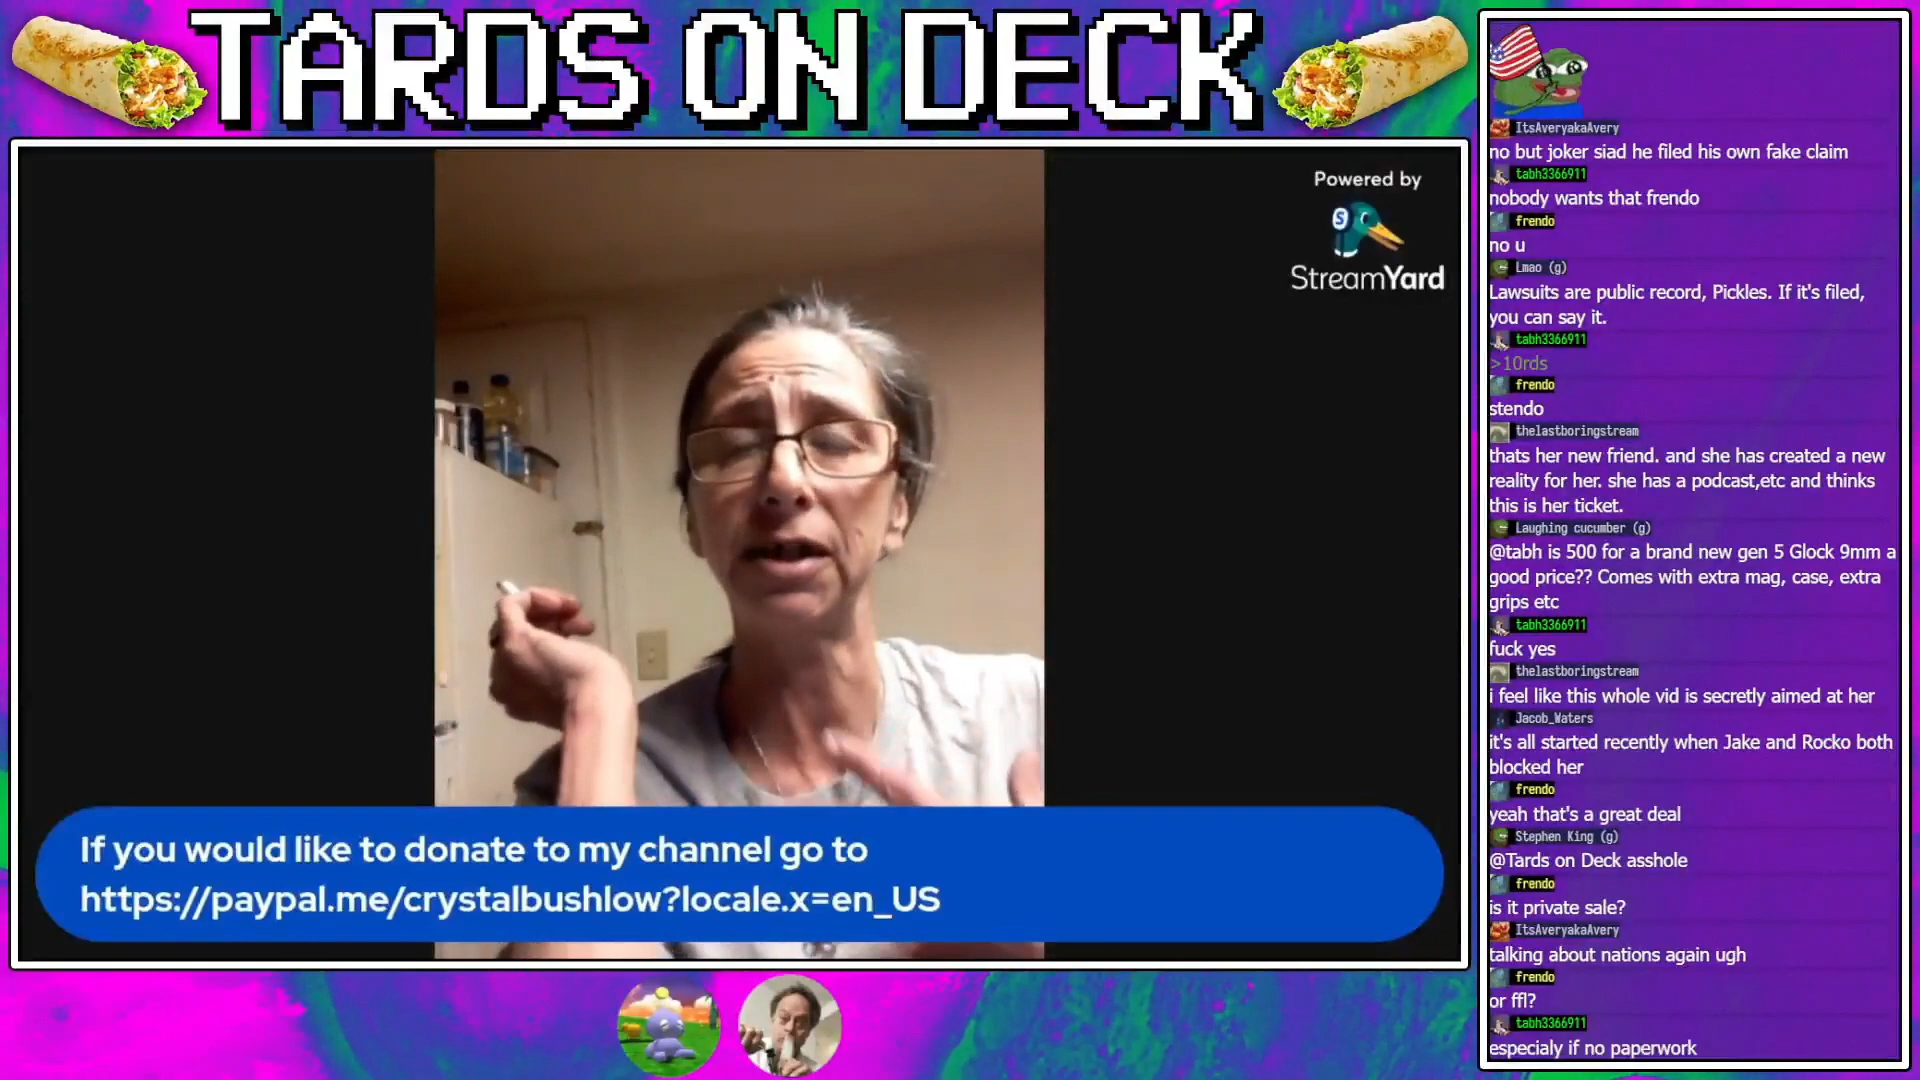 TARDS ON DECK
Powered by
StreamYard
If you would like to donate to my channel go to
https://paypal.me/crystalbushlow?locale.x=en_US
ItsAveryakaAvery
no but joker siad he filed his own fake claim
tabh3366911
nobody wants that frendo
frendo
no u
Lmao (g)
Lawsuits are public record, Pickles. If it's filed,
you can say it.
tabh3366911
>10rds
frendo
stendo
thelastboringstream
thats her new friend. and she has created a new
reality for her. she has a podcast,etc and thinks
this is her ticket.
Laughing cucumber (g)
@tabh is 500 for a brand new gen 5 Glock 9mm a
good price?? Comes with extra mag, case, extra
grips etc
tabh3366911
fuck yes
thelastboringstream
i feel like this whole vid is secretly aimed at her
Jacob_Waters
it's all started recently when Jake and Rocko both
blocked her
frendo
yeah that's a great deal
Stephen King (g)
@Tards on Deck asshole
frendo
is it private sale?
ItsAveryakaAvery
talking about nations again ugh
frendo
or ffl?
tabh3366911
especialy if no paperwork